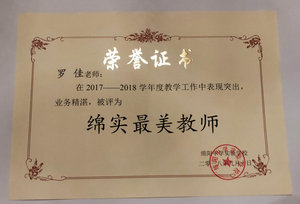 荣誉证书
罗 佳老师：
在2017——2018学年度教学工作中表现突出，
业务精湛，被评为
绵实最美教师